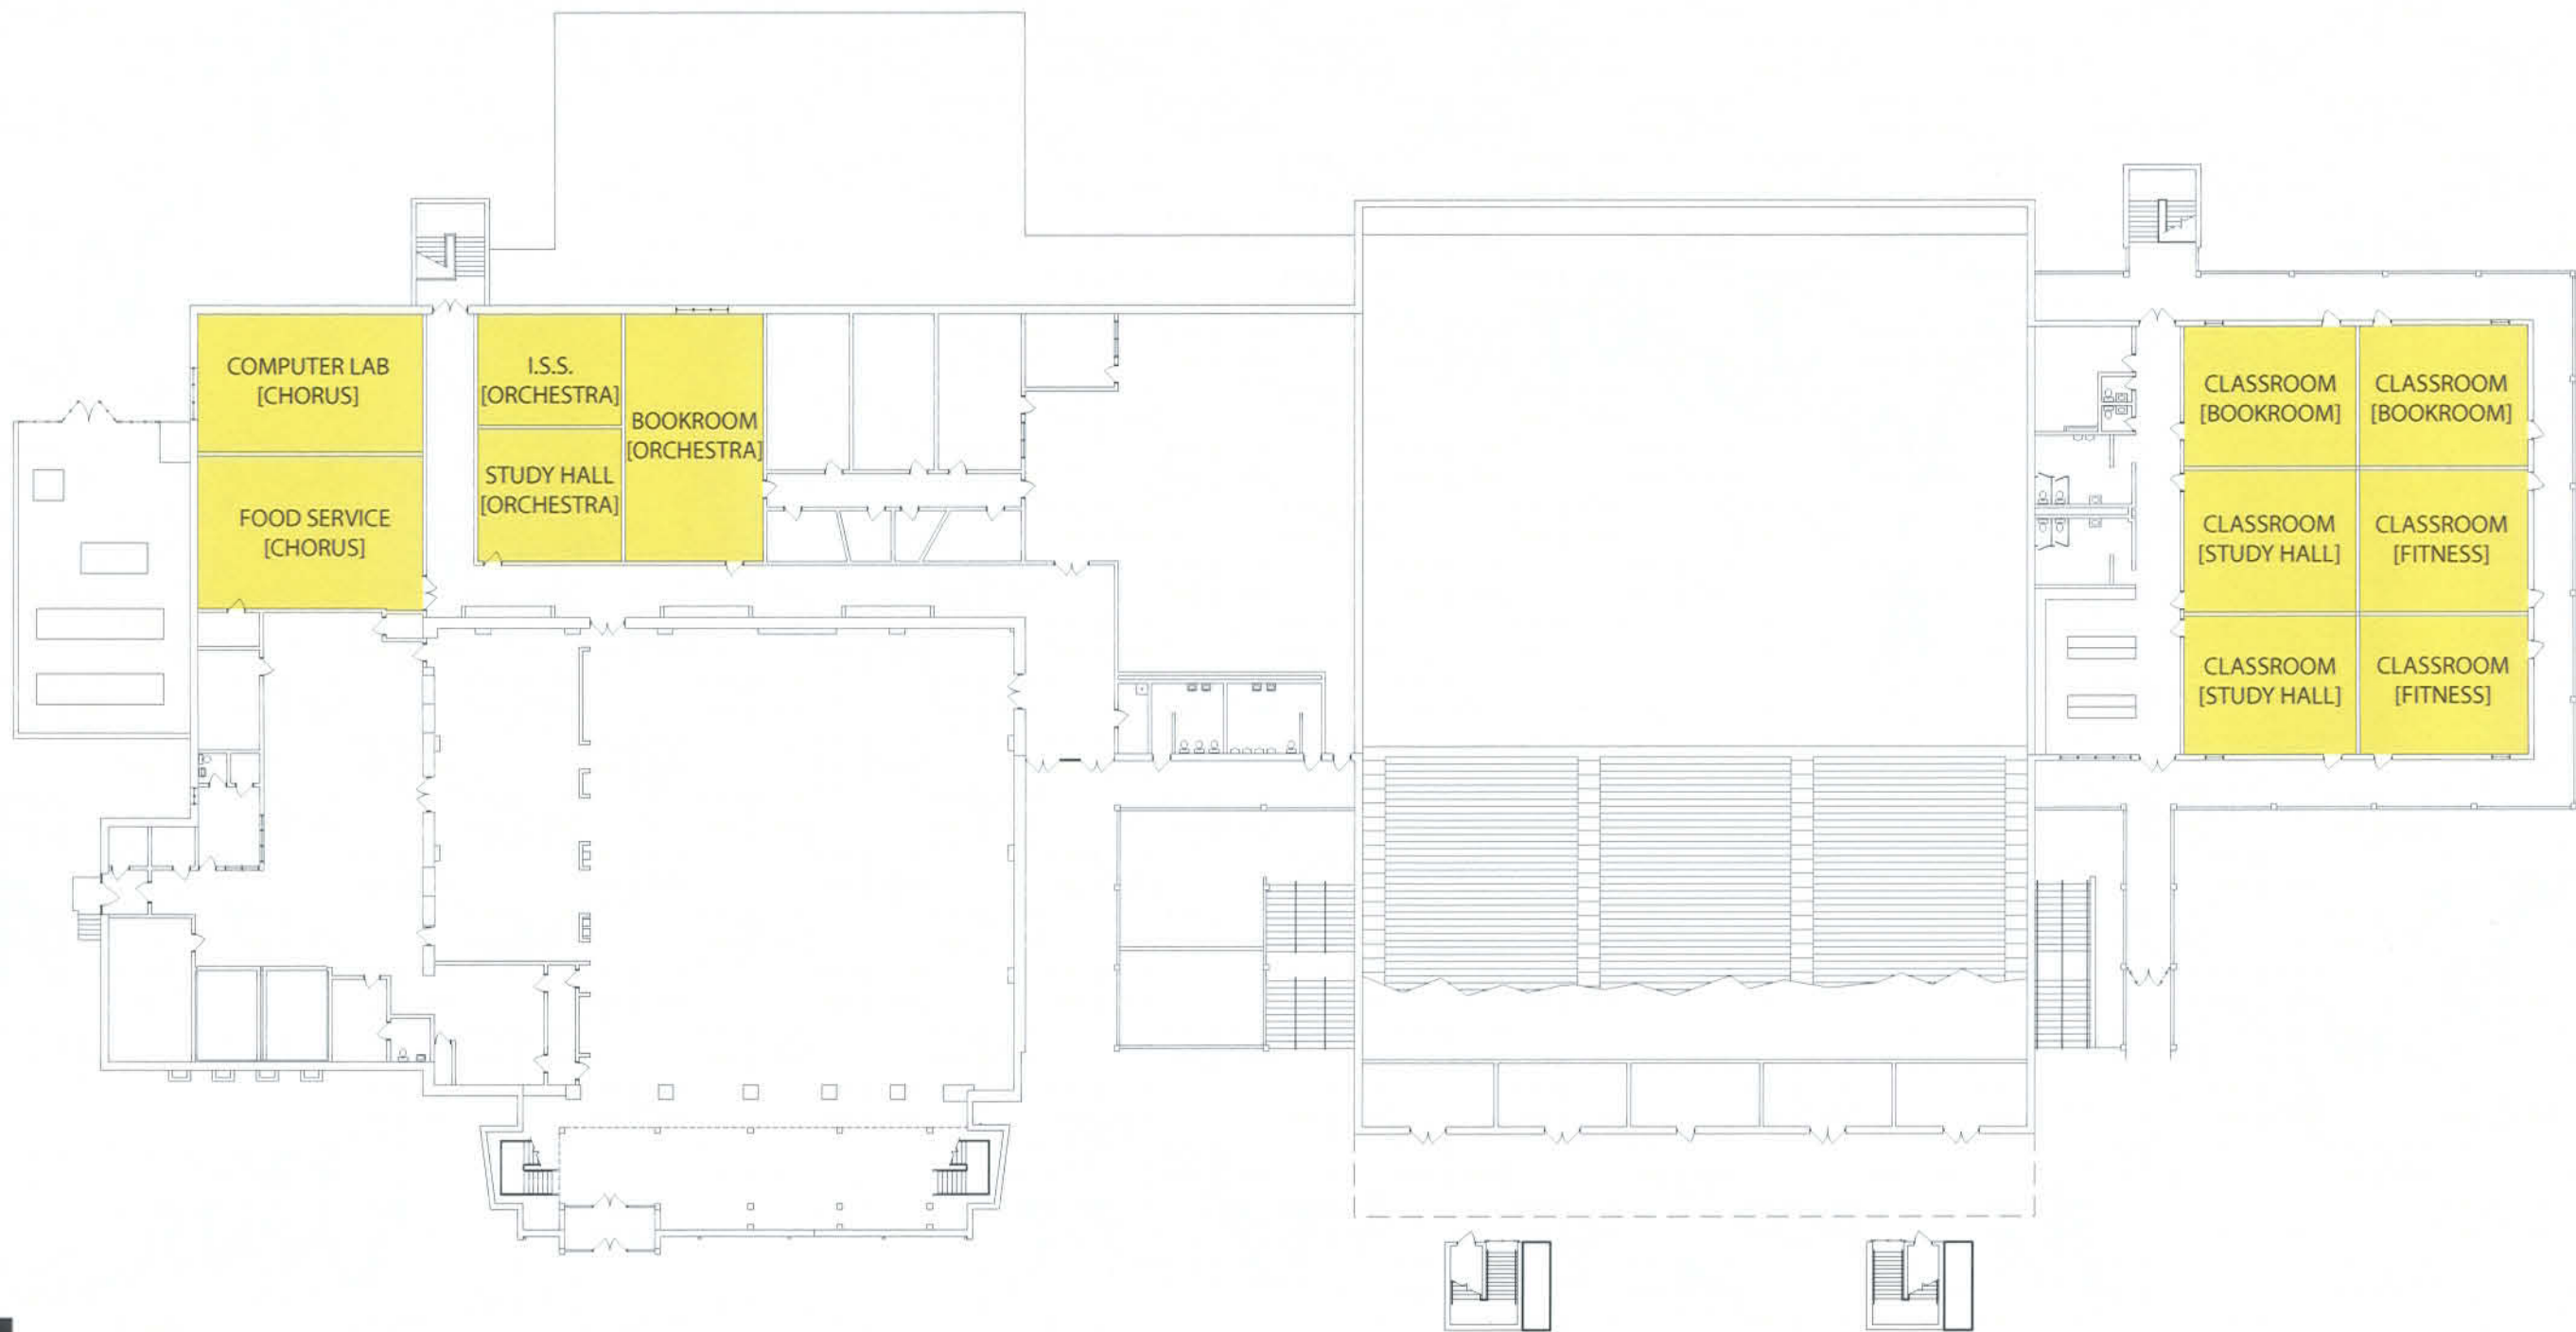 COMPUTER LAB
[CHORUS]
FOOD SERVICE
[CHORUS]
I.S.S.
[ORCHESTRA]
STUDY HALL
[ORCHESTRA]
BOOKROOM
[ORCHESTRA]
CLASSROOM
[BOOKROOM]
CLASSROOM
[BOOKROOM]
CLASSROOM
[STUDY HALL]
CLASSROOM
[FITNESS]
CLASSROOM
[STUDY HALL]
CLASSROOM
[FITNESS]